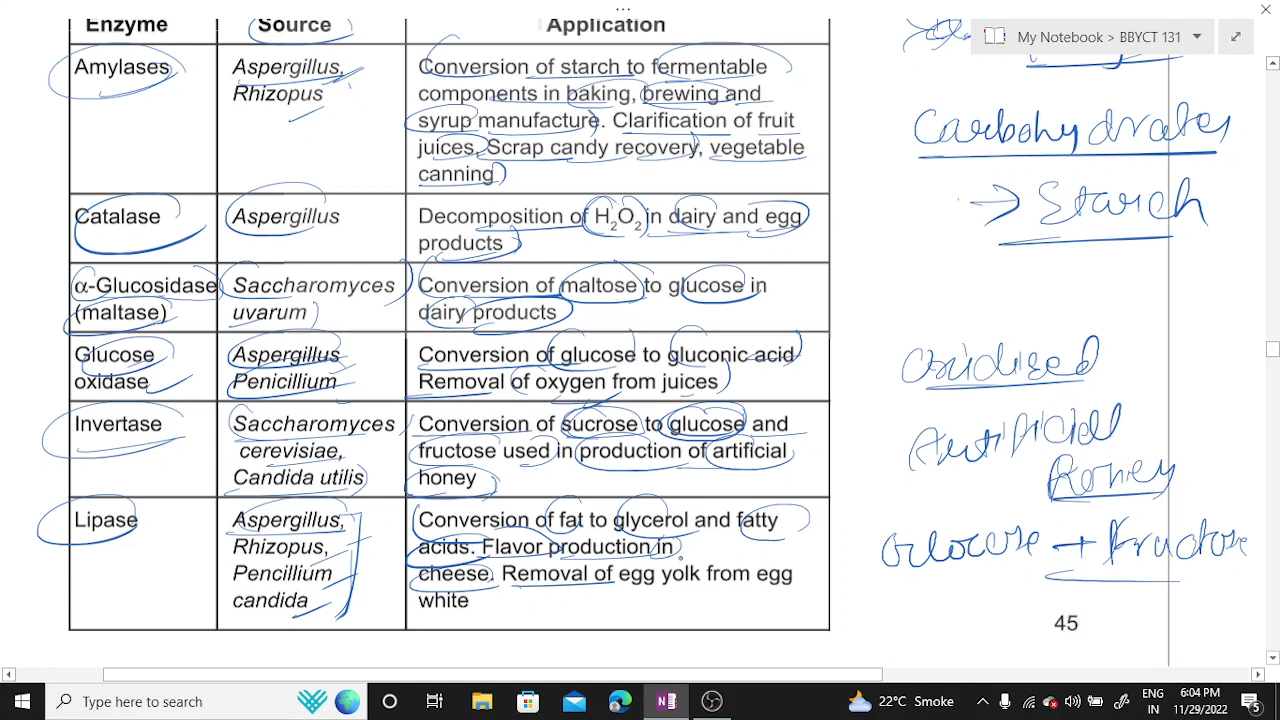 Enzyme Source Application
My Notebook > BBYCT 131
Amylases
Aspergillus,
Rhizopus
Conversion of starch to fermentable
components in baking, brewing and
syrup manufacture. Clarification of fruit
juices. Scrap candy recovery, vegetable
canning
Carbohydrates
→ Starch
Catalase
Aspergillus
Decomposition of H₂O₂ in dairy and egg
products
α-Glucosidase
(maltase)
Saccharomyces
uvarum
Conversion of maltose to glucose in
dairy products
Glucose
oxidase
Aspergillus
Penicillium
Conversion of glucose to gluconic acid
Removal of oxygen from juices
Oxidised
Invertase
Saccharomyces
cerevisiae,
Candida utilis
Conversion of sucrose to glucose and
fructose used in production of artificial
honey
Artificial
Honey
Lipase
Aspergillus,
Rhizopus,
Pencillium
candida
Conversion of fat to glycerol and fatty
acids. Flavor production in
cheese. Removal of egg yolk from egg
white
Glucose + Fructose
45
Type here to search
22°C Smoke
ENG
IN
6:04 PM
11/29/2022
5